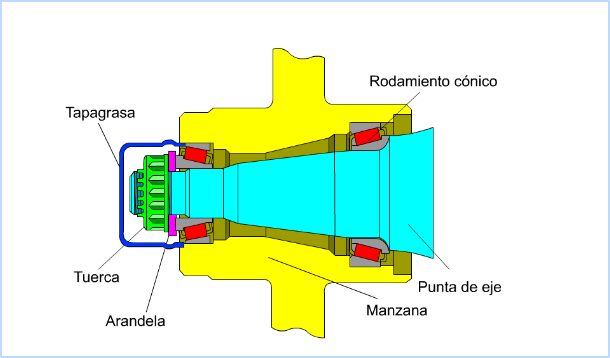 Rodamiento cónico
Tapagrasa
Tuerca
Punta de eje
Manzana
Arandela